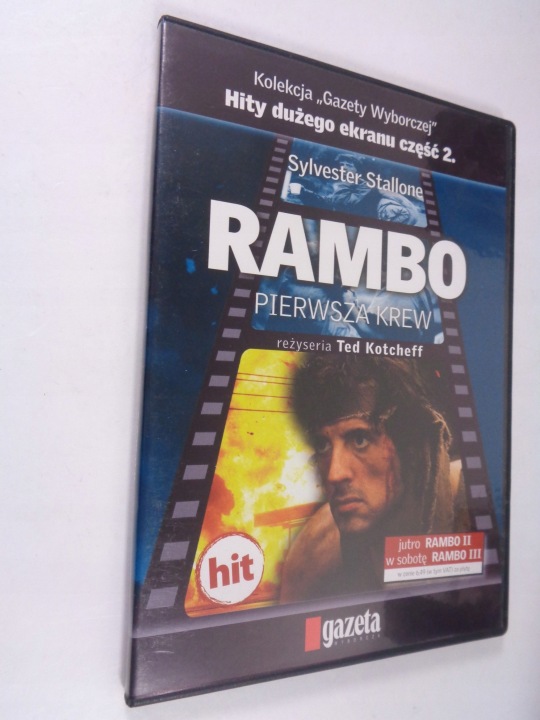 Kolekcja „Gazety Wyborczej”
Hity dużego ekranu część 2.
Sylvester Stallone
RAMBO
PIERWSZA KREW
reżyseria Ted Kotcheff
hit
jutro RAMBO II
w sobotę RAMBO III
gazeta
WYBORCZA